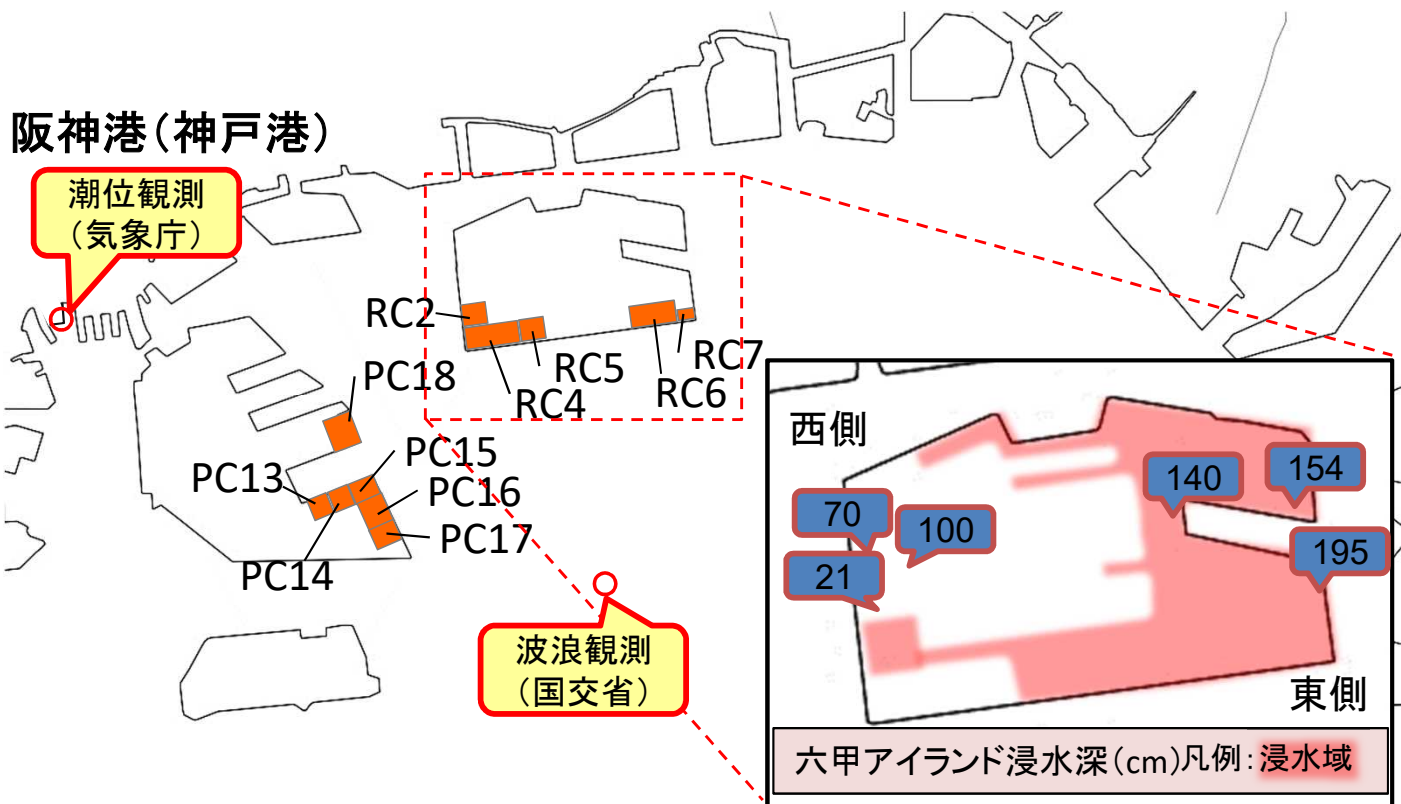 阪神港(神戸港)
潮位観測
(気象庁)
RC2
RC4
RC5
RC6
RC7
PC18
PC13
PC15
PC16
PC14
PC17
波浪観測
(国交省)
西側
140
154
70
100
21
195
東側
六甲アイランド浸水深(cm)凡例:浸水域